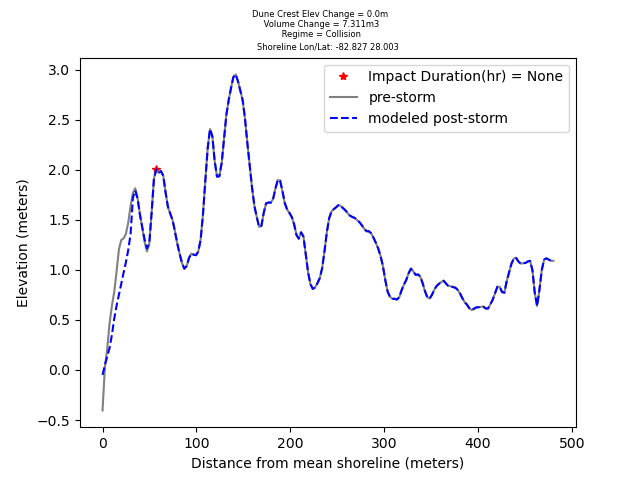 Dune Crest Elev Change = 0.0m
Volume Change = 7.311m3
Regime = Collision
Shoreline Lon/Lat: -82.827 28.003
Impact Duration(hr) = None
pre-storm
modeled post-storm
3.0
2.5
2.0
1.5
1.0
0.5
0.0
−0.5
Elevation (meters)
0 100 200 300 400 500
Distance from mean shoreline (meters)